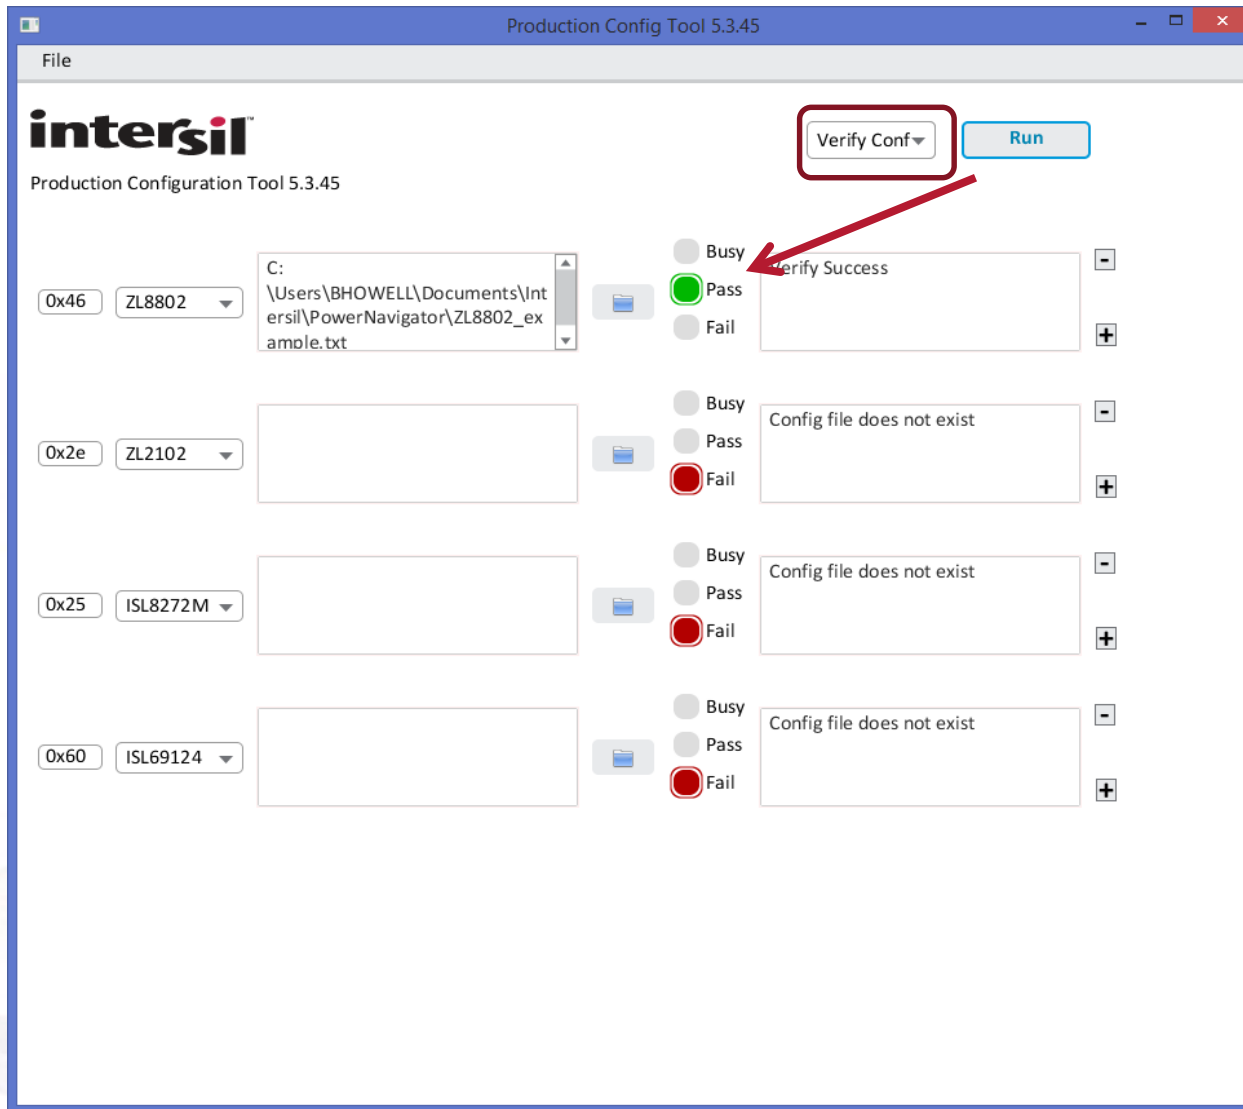 Production Config Tool 5.3.45
File
intersil™
Verify Conf
Run
Production Configuration Tool 5.3.45
0x46
ZL8802
C:
\Users\BHOWELL\Documents\Int
ersil\PowerNavigator\ZL8802_ex
ample.txt
Busy
Pass
Fail
Verify Success
-
+
0x2e
ZL2102
Busy
Pass
Fail
Config file does not exist
-
+
0x25
ISL8272M
Busy
Pass
Fail
Config file does not exist
-
+
0x60
ISL69124
Busy
Pass
Fail
Config file does not exist
-
+